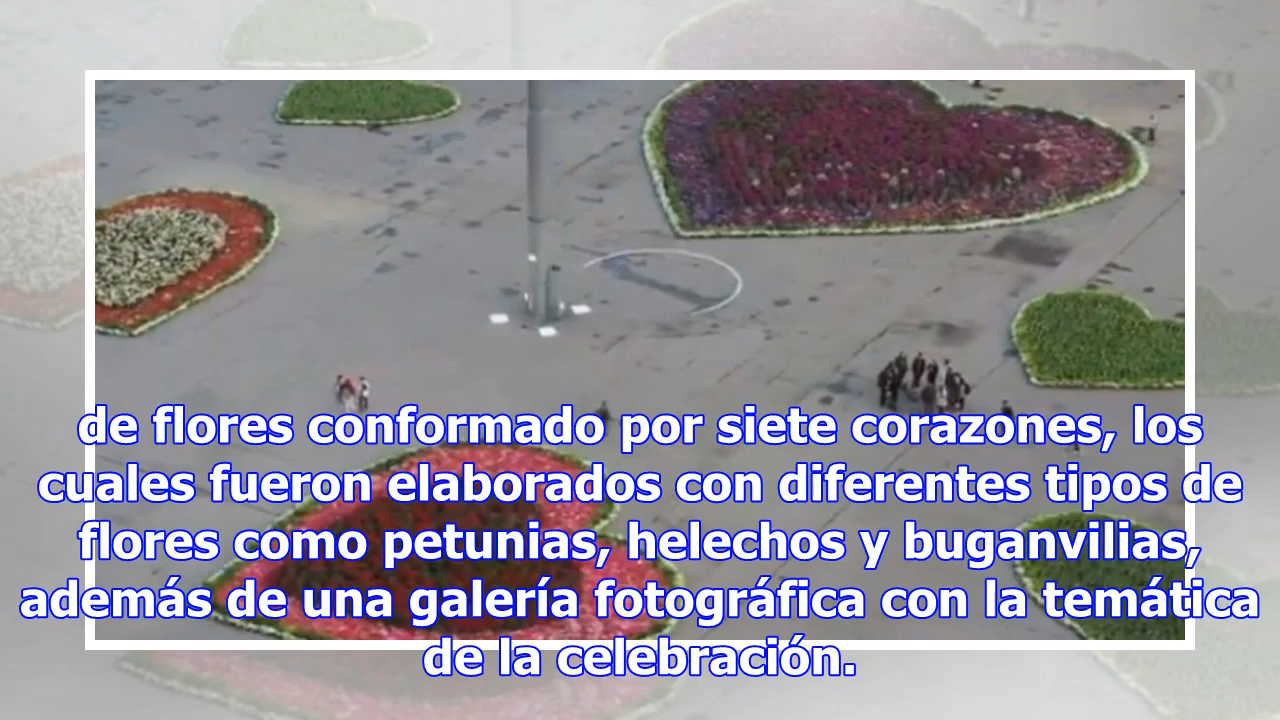 de flores conformado por siete corazones, los
cuales fueron elaborados con diferentes tipos de
flores como petunias, helechos y buganvilias,
además de una galería fotográfica con la temática
de la celebración.